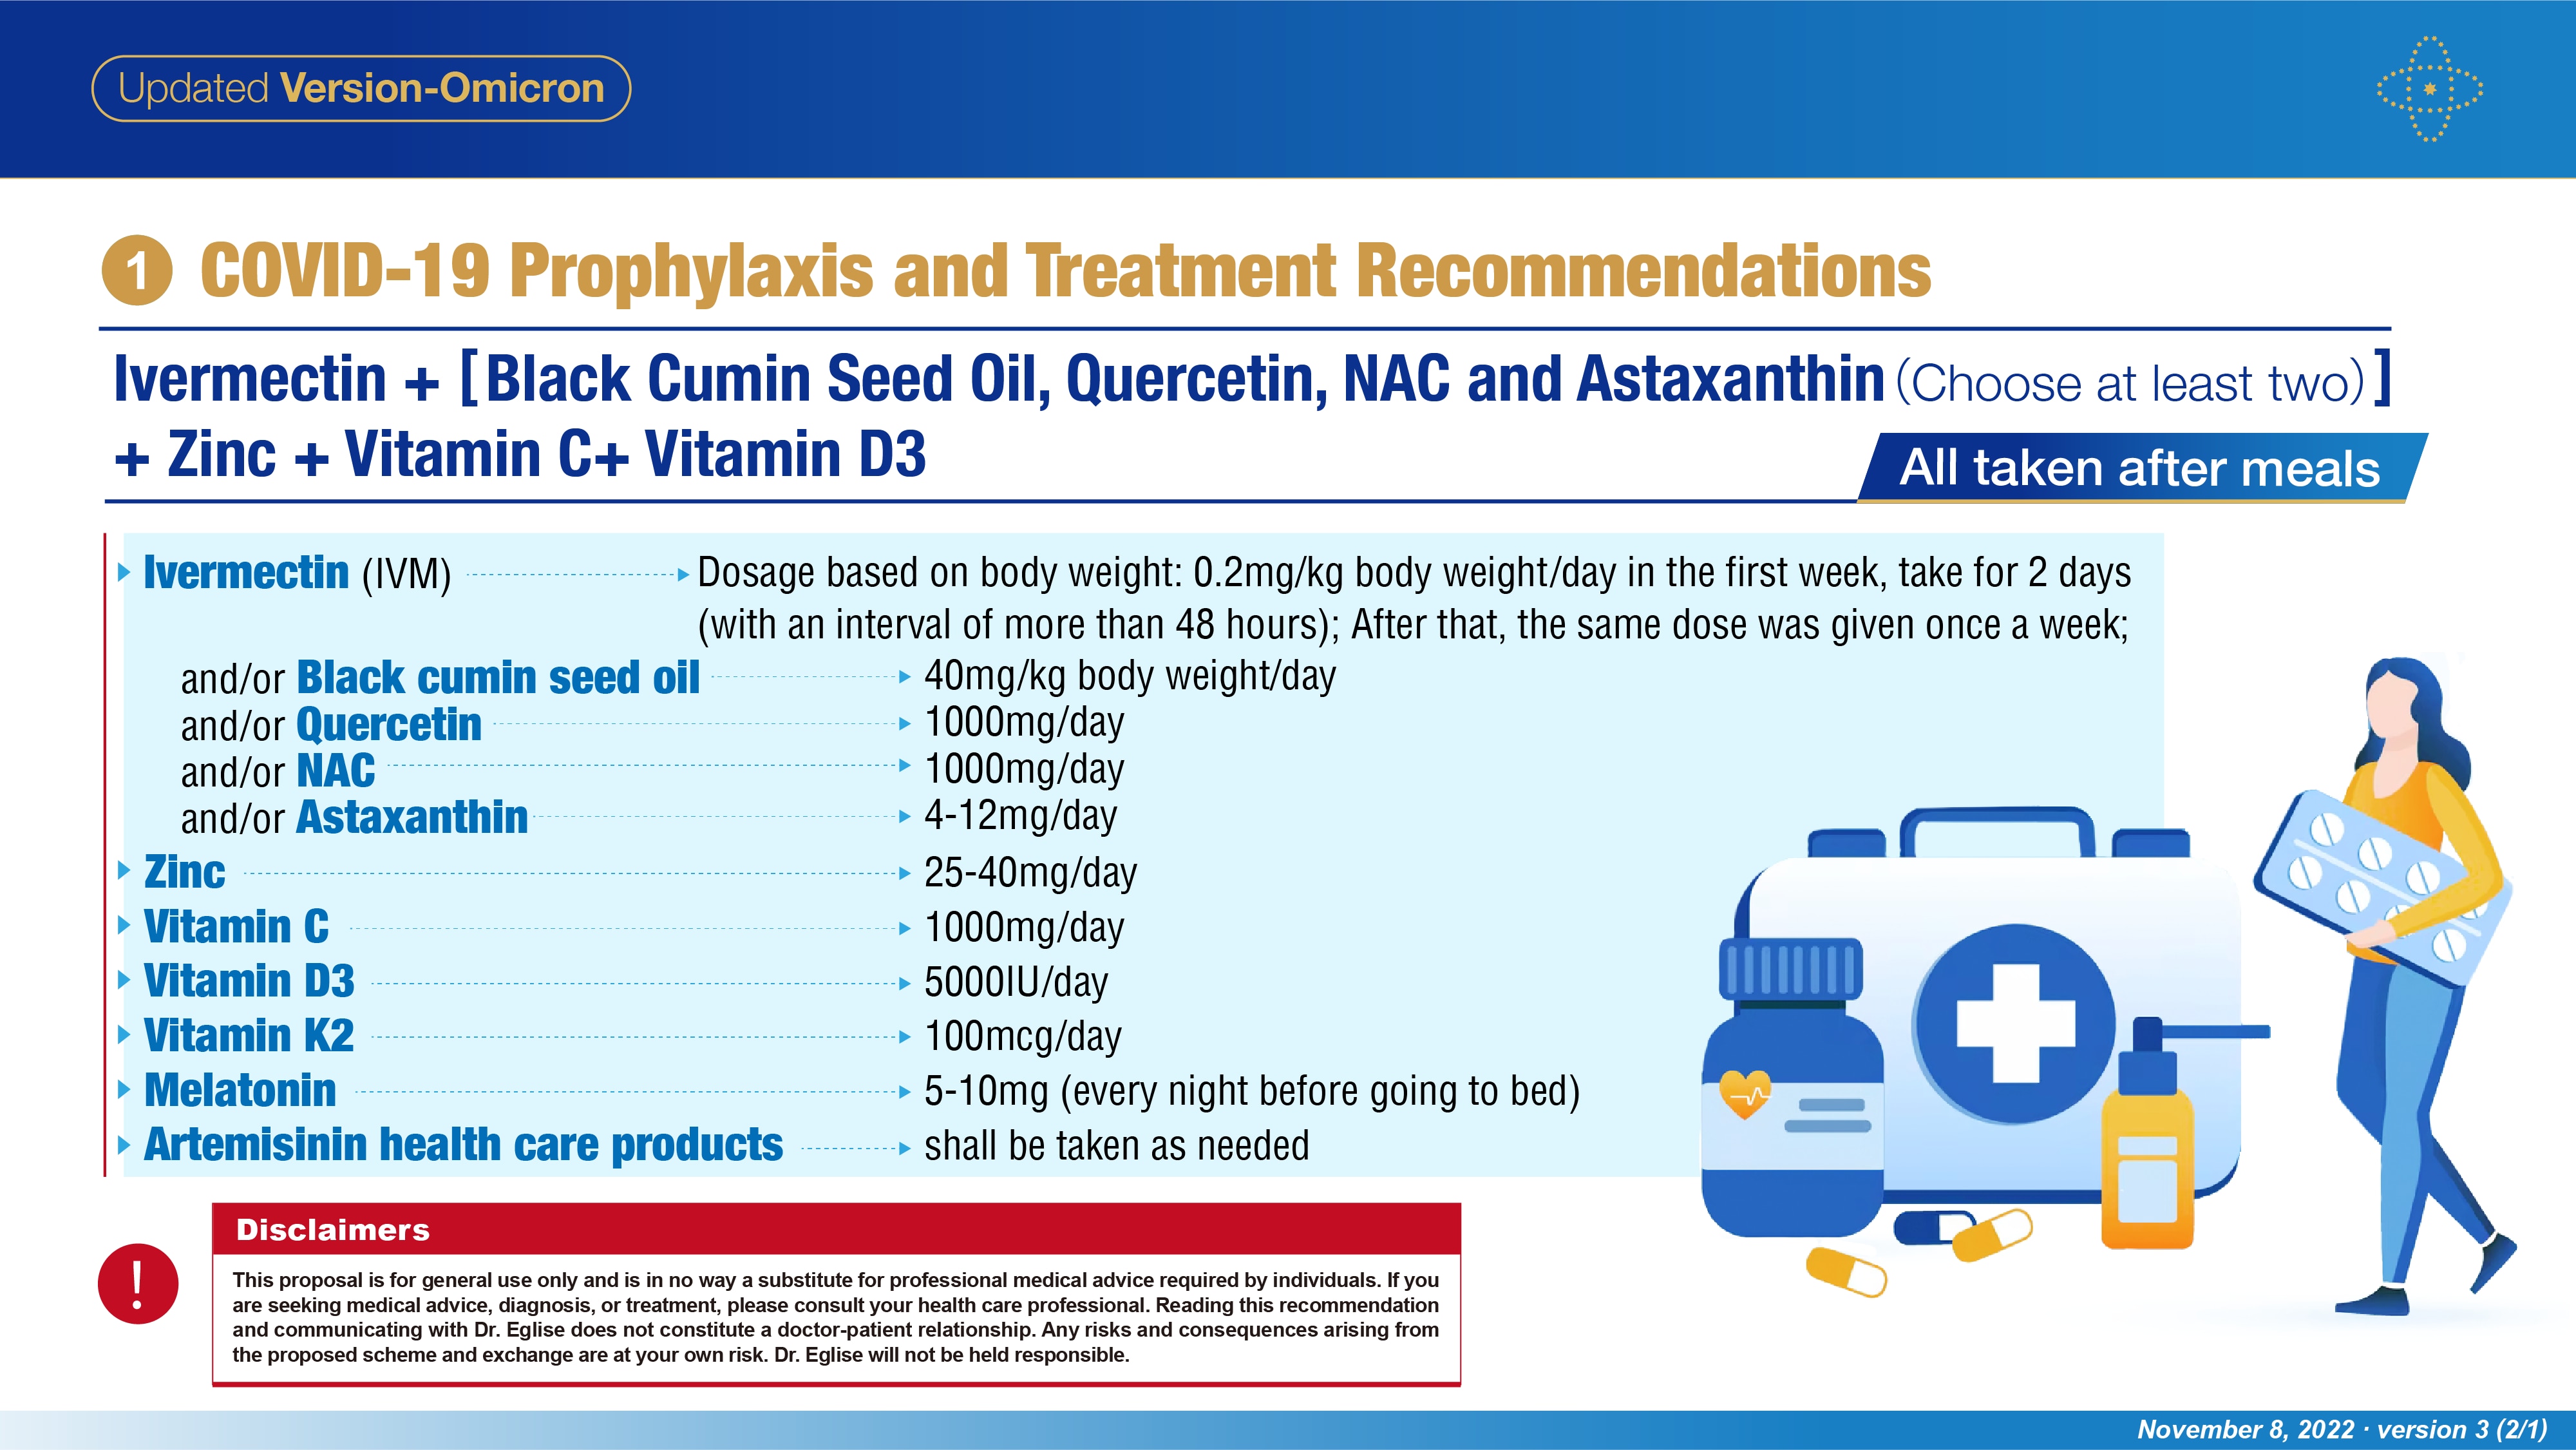 Updated Version-Omicron
1 COVID-19 Prophylaxis and Treatment Recommendations
Ivermectin + [Black Cumin Seed Oil, Quercetin, NAC and Astaxanthin (Choose at least two)]
+ Zinc + Vitamin C+ Vitamin D3
All taken after meals
Ivermectin (IVM) Dosage based on body weight: 0.2mg/kg body weight/day in the first week, take for 2 days
(with an interval of more than 48 hours); After that, the same dose was given once a week;
and/or Black cumin seed oil 40mg/kg body weight/day
and/or Quercetin 1000mg/day
and/or NAC 1000mg/day
and/or Astaxanthin 4-12mg/day
Zinc 25-40mg/day
Vitamin C 1000mg/day
Vitamin D3 5000IU/day
Vitamin K2 100mcg/day
Melatonin 5-10mg (every night before going to bed)
Artemisinin health care products shall be taken as needed
Disclaimers
This proposal is for general use only and is in no way a substitute for professional medical advice required by individuals. If you
are seeking medical advice, diagnosis, or treatment, please consult your health care professional. Reading this recommendation
and communicating with Dr. Eglise does not constitute a doctor-patient relationship. Any risks and consequences arising from
the proposed scheme and exchange are at your own risk. Dr. Eglise will not be held responsible.
November 8, 2022 · version 3 (2/1)